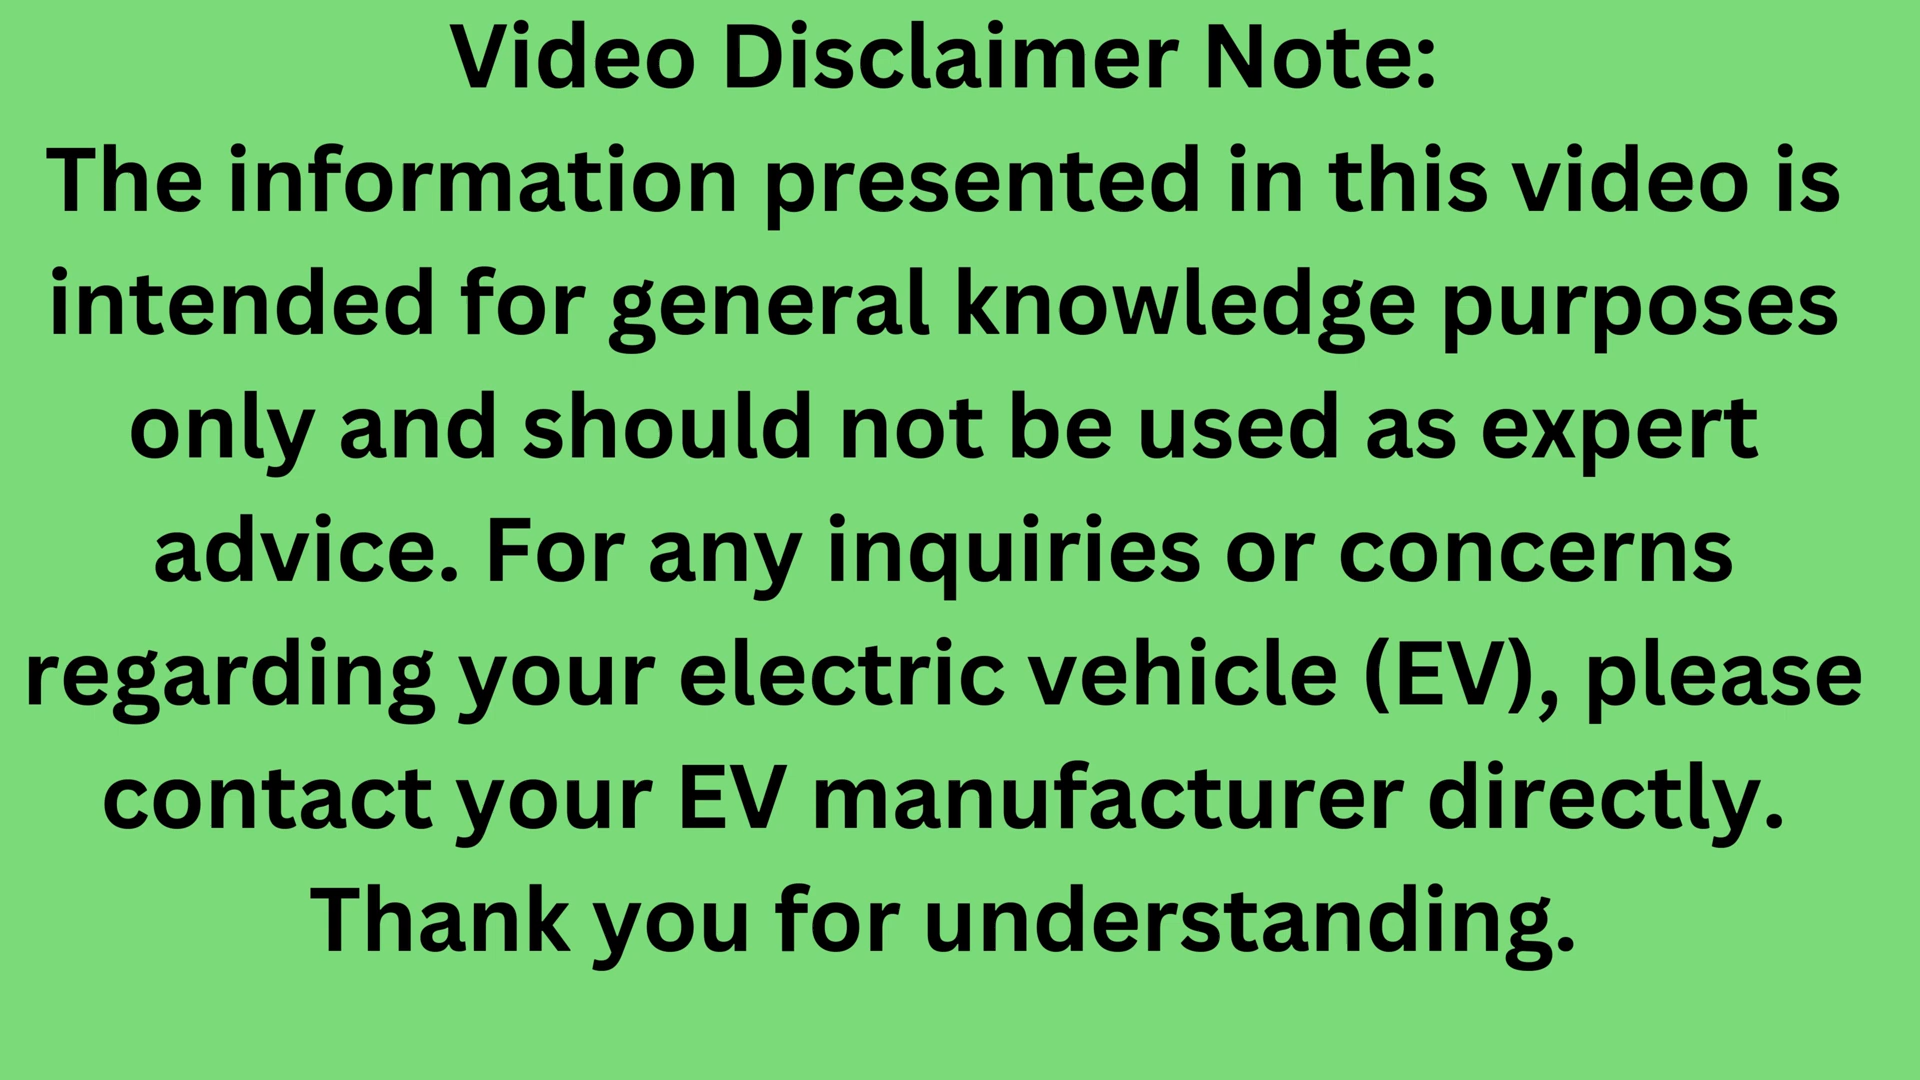 Video Disclaimer Note:
The information presented in this video is
intended for general knowledge purposes
only and should not be used as expert
advice. For any inquiries or concerns
regarding your electric vehicle (EV), please
contact your EV manufacturer directly.
Thank you for understanding.